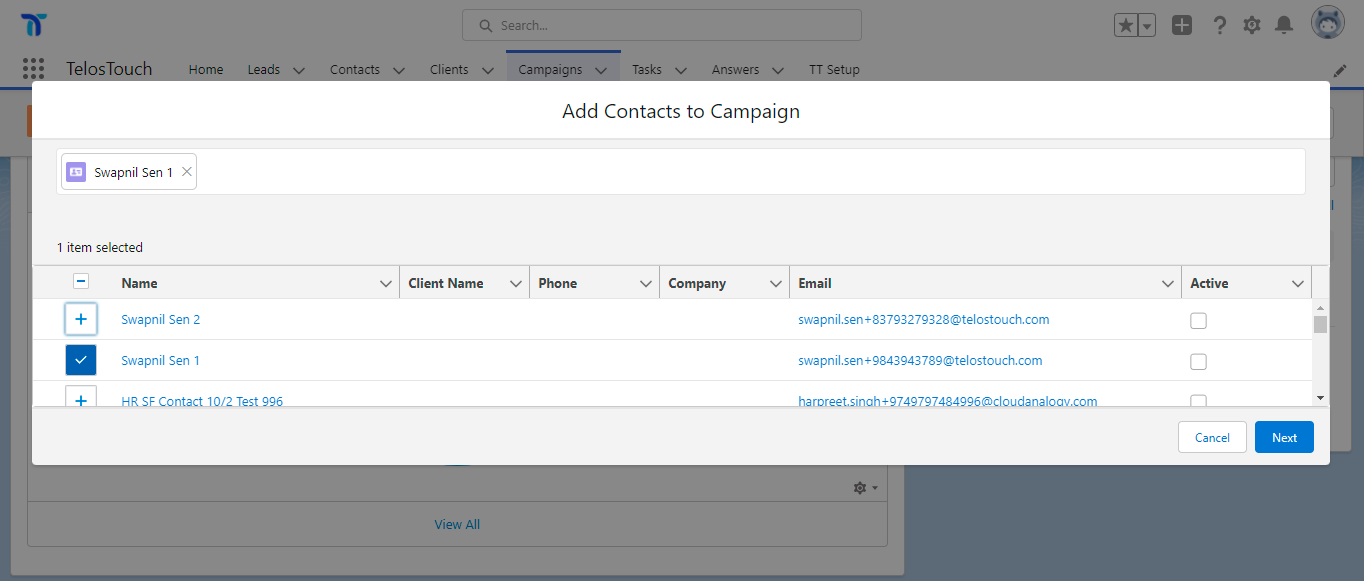 Search...
TelosTouch
Home
Leads
Contacts
Clients
Campaigns
Tasks
Answers
TT Setup
Add Contacts to Campaign
Swapnil Sen 1
1 item selected
Name
Client Name
Phone
Company
Email
Active
Swapnil Sen 2
swapnil.sen+83793279328@telostouch.com
Swapnil Sen 1
swapnil.sen+9843943789@telostouch.com
HR SF Contact 10/2 Test 996
harpreet.singh+9749797484996@cloudanalogy.com
Cancel
Next
View All